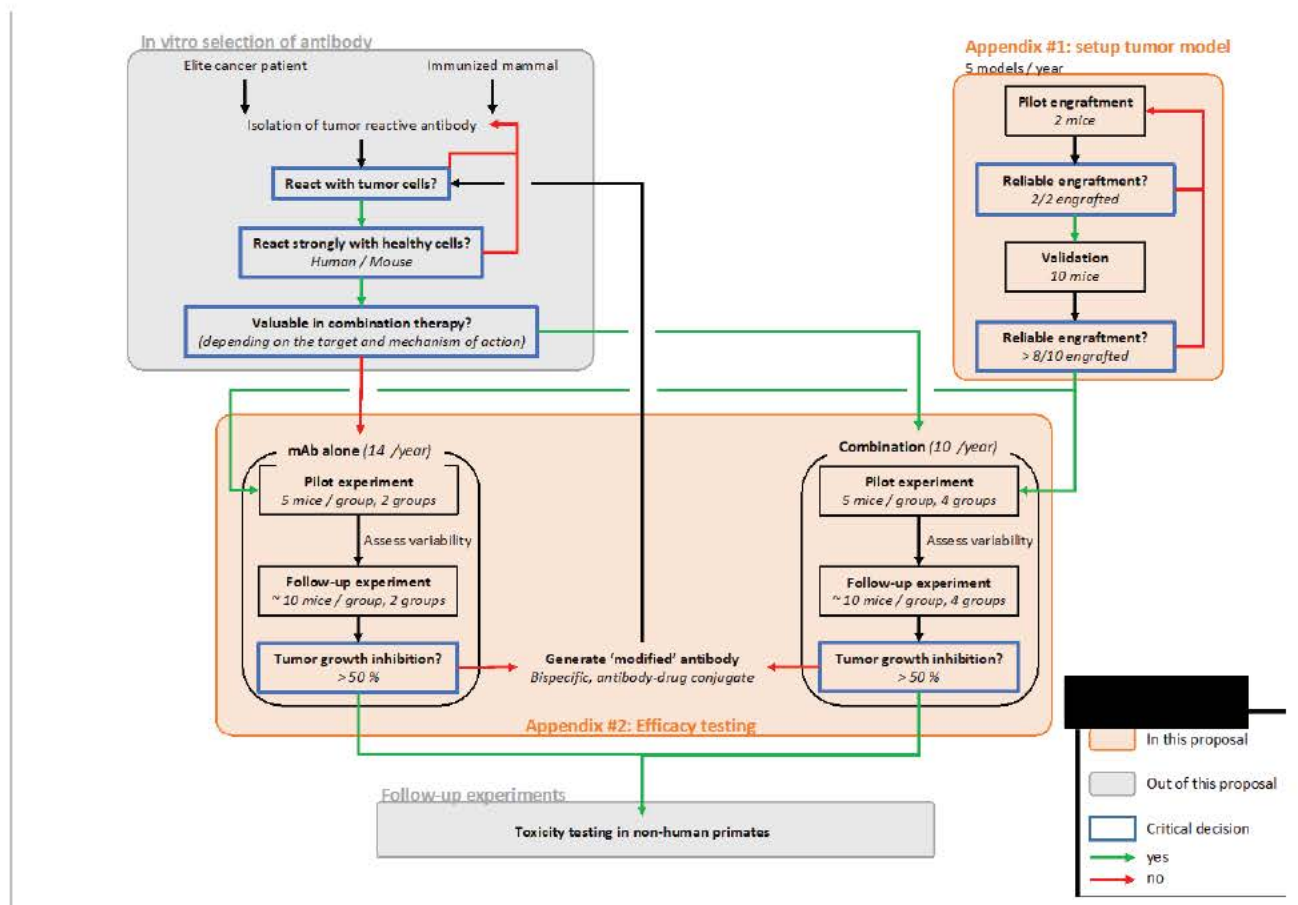 In vitro selection of antibody
Elite cancer patient
Immunized mammal
Isolation of tumor reactive antibody
React with tumor cells?
React strongly with healthy cells?
Human / Mouse
Valuable in combination therapy?
(depending on the target and mechanism of action)
Appendix #1: setup tumor model
5 models / year
Pilot engraftment
2 mice
Reliable engraftment?
2/2 engrafted
Validation
10 mice
Reliable engraftment?
> 8/10 engrafted
mAb alone (14 /year)
Pilot experiment
5 mice / group, 2 groups
Assess variability
Follow-up experiment
~ 10 mice / group, 2 groups
Tumor growth inhibition?
> 50 %
Generate 'modified' antibody
Bispecific, antibody-drug conjugate
Combination (10 /year)
Pilot experiment
5 mice / group, 4 groups
Assess variability
Follow-up experiment
~ 10 mice / group, 4 groups
Tumor growth inhibition?
> 50 %
Appendix #2: Efficacy testing
Follow-up experiments
Toxicity testing in non-human primates
In this proposal
Out of this proposal
Critical decision
yes
no